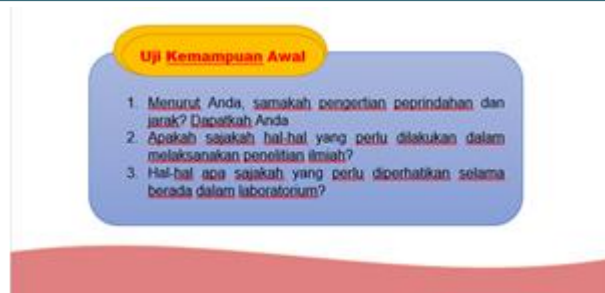 Uji Kemampuan Awal
1. Menurut Anda, samakah pengertian peprindahan dan
jarak? Dapatkah Anda
2. Apakah sajakah hal-hal yang perlu dilakukan dalam
melaksanakan penelitian ilmiah?
3. Hal-hal apa sajakah yang perlu diperhatikan selama
berada dalam laboratorium?